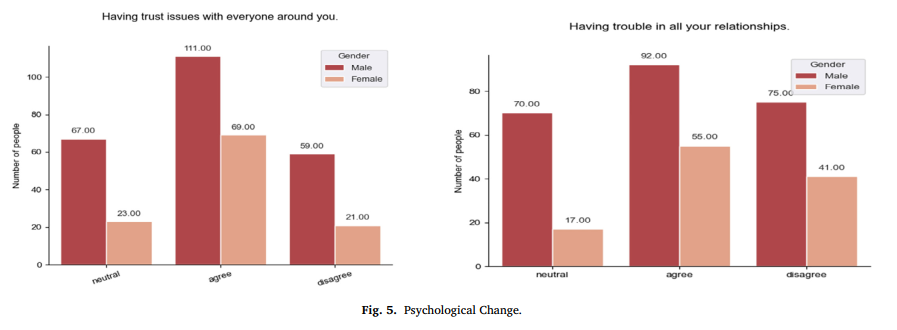 Having trust issues with everyone around you.
111.00
Gender
Male
Female
67.00
69.00
59.00
23.00
21.00
100
80
60
40
20
0
Number of people
neutral
agree
disagree
Having trouble in all your relationships.
92.00
Gender
Male
Female
75.00
70.00
55.00
41.00
17.00
80
60
40
20
0
Number of people
neutral
agree
disagree
Fig. 5. Psychological Change.